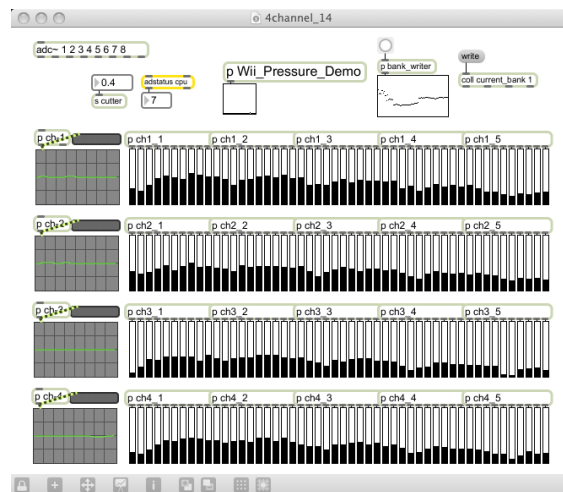 4channel_14
adc~ 1 2 3 4 5 6 7 8
p bank_writer
write
p Wii_Pressure_Demo
0.4
adstatus cpu
coll current_bank 1
s cutter
7
p ch1_1 p ch1_2 p ch1_3 p ch1_4 p ch1_5
p ch2_1 p ch2_2 p ch2_3 p ch2_4 p ch2_5
p ch3_1 p ch3_2 p ch3_3 p ch3_4 p ch3_5
p ch4_1 p ch4_2 p ch4_3 p ch4_4 p ch4_5